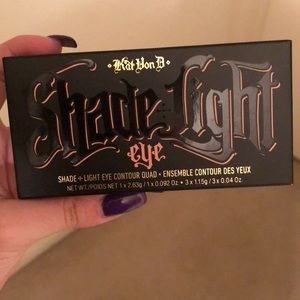 Kat Von D
Shade Light
eye
SHADE + LIGHT EYE CONTOUR QUAD • ENSEMBLE CONTOUR DES YEUX
NET WT./POIDS NET 1 x 2.63g / 1 x 0.092 Oz. • 3 x 1.15g / 3 x 0.04 Oz.